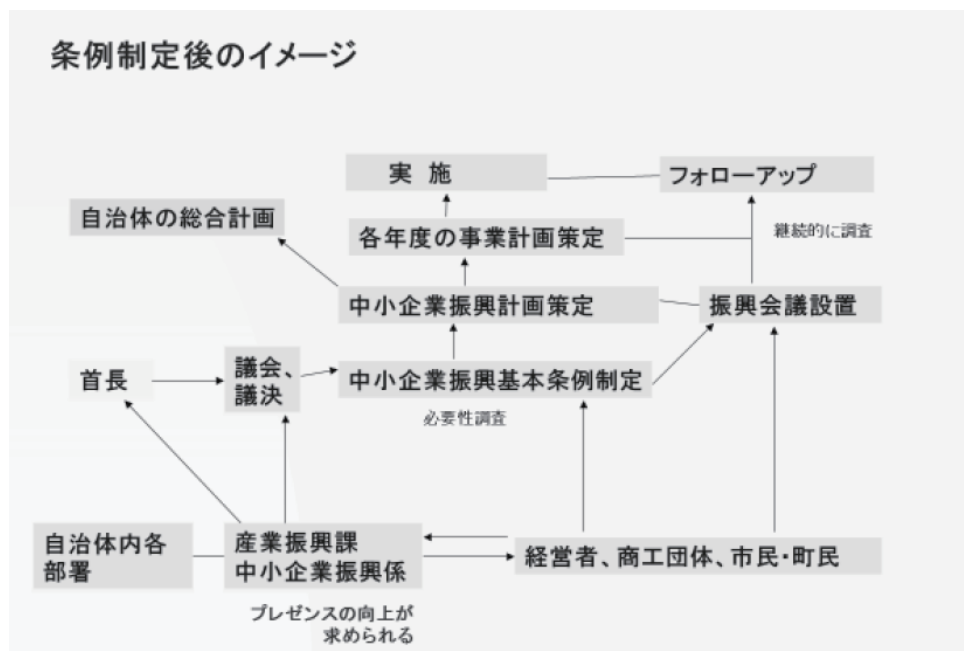 条例制定後のイメージ
実 施
フォローアップ
自治体の総合計画
各年度の事業計画策定
継続的に調査
中小企業振興計画策定
振興会議設置
首長
議会、
議決
中小企業振興基本条例制定
必要性調査
自治体内各
部署
産業振興課
中小企業振興係
経営者、商工団体、市民・町民
プレゼンスの向上が
求められる